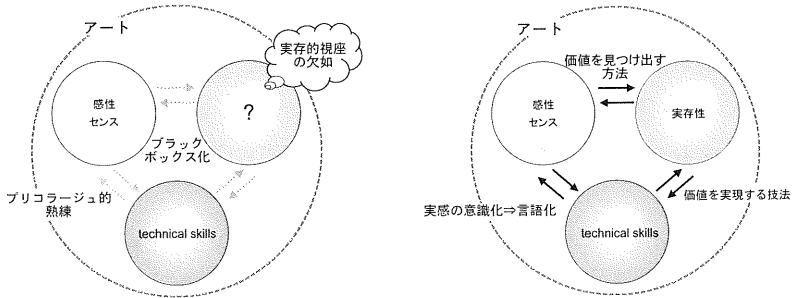 アート
実存的視座
の欠如
感性
センス
?
ブラック
ボックス化
ブリコラージュ的
熟練
technical skills
アート
価値を見つけ出す
方法
感性
センス
実存性
実感の意識化⇒言語化
価値を実現する技法
technical skills